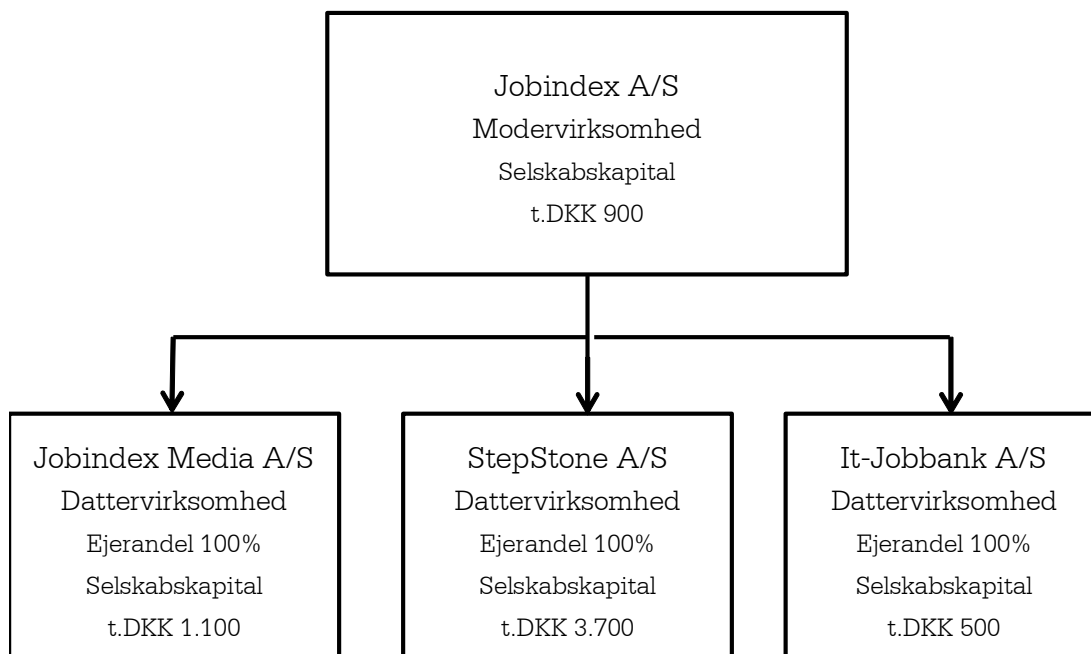 Jobindex A/S
Modervirksomhed
Selskabskapital
t.DKK 900
Jobindex Media A/S
Dattervirksomhed
Ejerandel 100%
Selskabskapital
t.DKK 1.100
StepStone A/S
Dattervirksomhed
Ejerandel 100%
Selskabskapital
t.DKK 3.700
It-Jobbank A/S
Dattervirksomhed
Ejerandel 100%
Selskabskapital
t.DKK 500